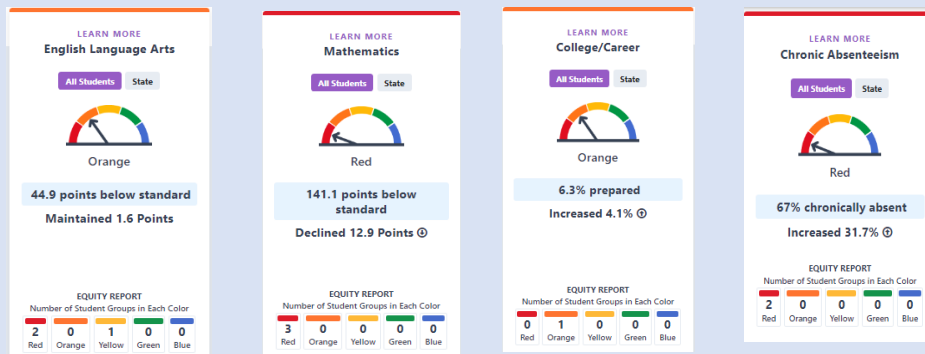 LEARN MORE
English Language Arts
All Students State
Orange
44.9 points below standard
Maintained 1.6 Points
EQUITY REPORT
Number of Student Groups in Each Color
2 0 1 0 0
Red Orange Yellow Green Blue
LEARN MORE
Mathematics
All Students State
Red
141.1 points below
standard
Declined 12.9 Points
EQUITY REPORT
Number of Student Groups in Each Color
3 0 0 0 0
Red Orange Yellow Green Blue
LEARN MORE
College/Career
All Students State
Orange
6.3% prepared
Increased 4.1%
EQUITY REPORT
Number of Student Groups in Each Color
0 1 0 0 0
Red Orange Yellow Green Blue
LEARN MORE
Chronic Absenteeism
All Students State
Red
67% chronically absent
Increased 31.7%
EQUITY REPORT
Number of Student Groups in Each Color
2 0 0 0 0
Red Orange Yellow Green Blue